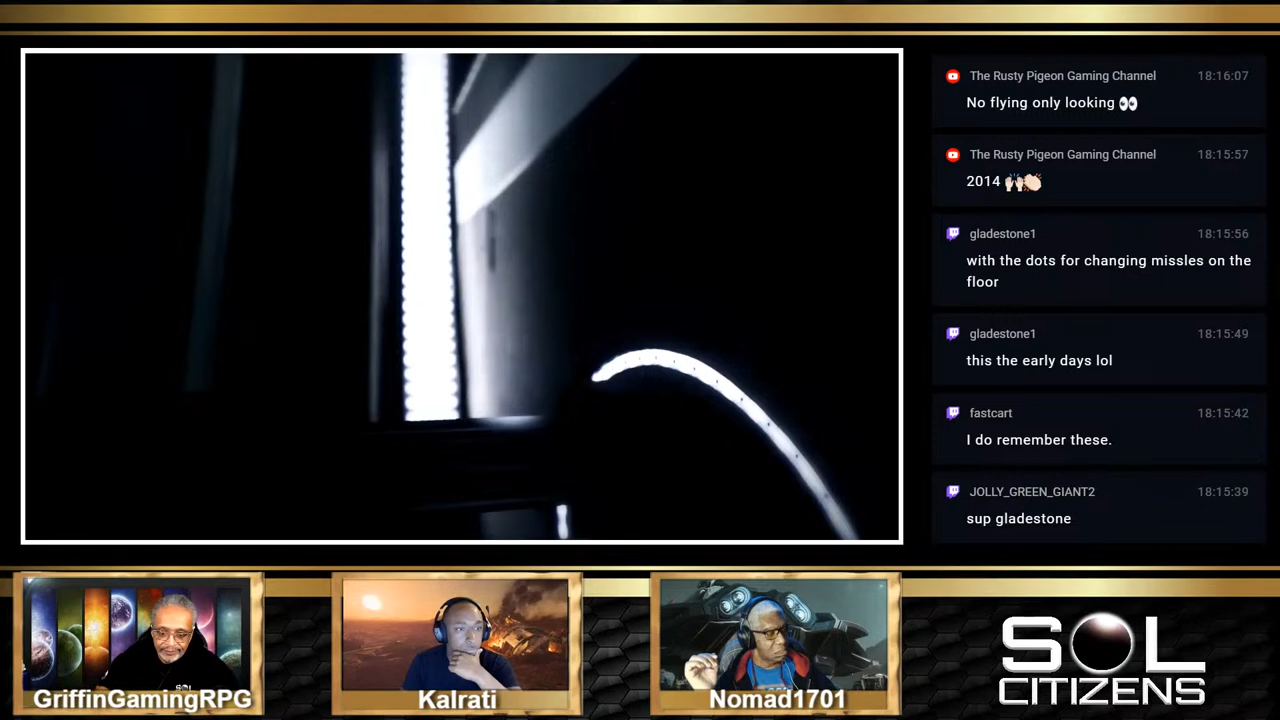 The Rusty Pigeon Gaming Channel 18:16:07
No flying only looking 👀
The Rusty Pigeon Gaming Channel 18:15:57
2014 🙌🏻👏🏻
gladestone1 18:15:56
with the dots for changing missles on the
floor
gladestone1 18:15:49
this the early days lol
fastcart 18:15:42
I do remember these.
JOLLY_GREEN_GIANT2 18:15:39
sup gladestone
GriffinGamingRPG
Kalrati
Nomad1701
SOL
CITIZENS